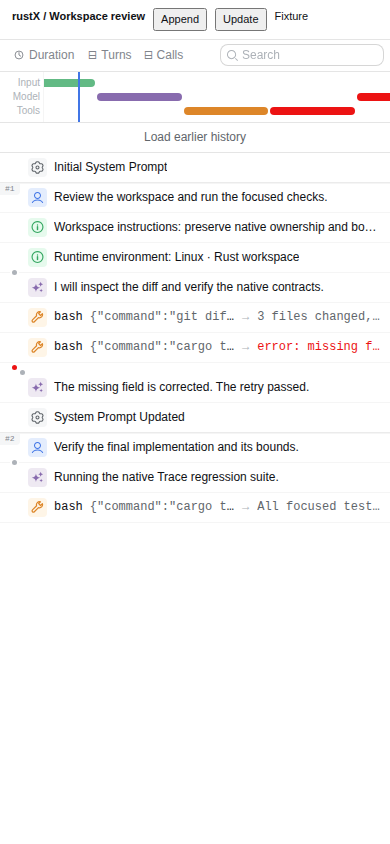 rustX / Workspace review Append Update Fixture
Duration Turns Calls Search
Input
Model
Tools
Load earlier history
Initial System Prompt
#1
Review the workspace and run the focused checks.
Workspace instructions: preserve native ownership and bo…
Runtime environment: Linux · Rust workspace
I will inspect the diff and verify the native contracts.
bash {"command":"git dif… → 3 files changed,…
bash {"command":"cargo t… → error: missing f…
The missing field is corrected. The retry passed.
System Prompt Updated
#2
Verify the final implementation and its bounds.
Running the native Trace regression suite.
bash {"command":"cargo t… → All focused test…